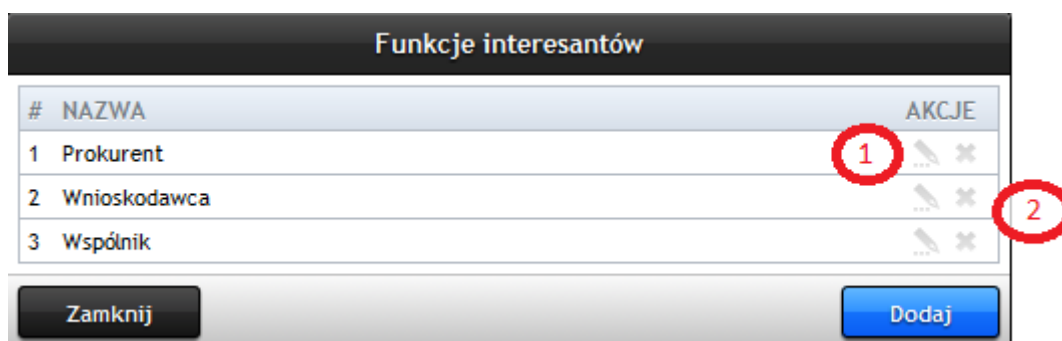 Funkcje interesantów
# NAZWA AKCJE
1 Prokurent 1
2 Wnioskodawca 2
3 Wspólnik
Zamknij Dodaj